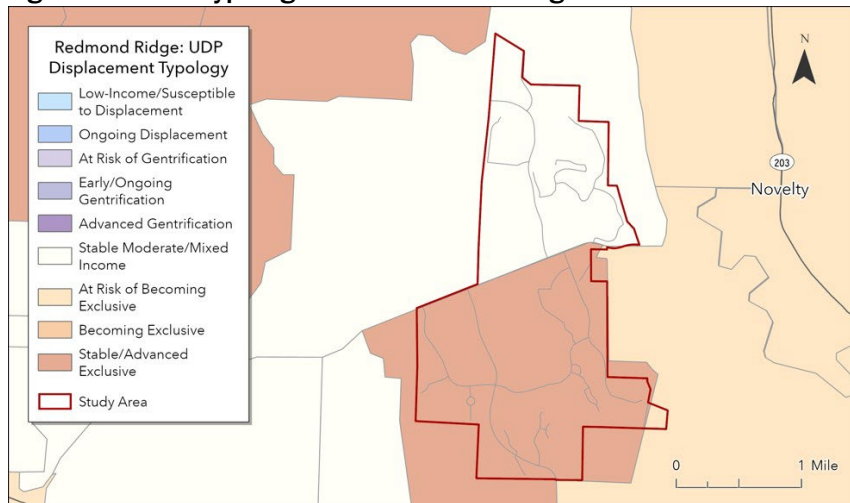 Redmond Ridge: UDP
Displacement Typology
Low-Income/Susceptible
to Displacement
Ongoing Displacement
At Risk of Gentrification
Early/Ongoing
Gentrification
Advanced Gentrification
Stable Moderate/Mixed
Income
At Risk of Becoming
Exclusive
Becoming Exclusive
Stable/Advanced
Exclusive
Study Area
N
203
Novelty
0 1 Mile